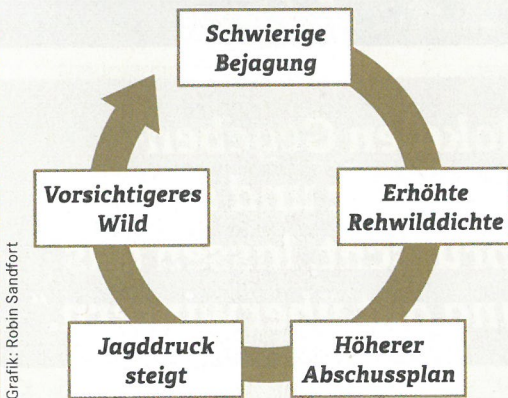 Schwierige
Bejagung
Erhöhte
Rehwilddichte
Höherer
Abschussplan
Jagddruck
steigt
Vorsichtigeres
Wild
Grafik: Robin Sandfort